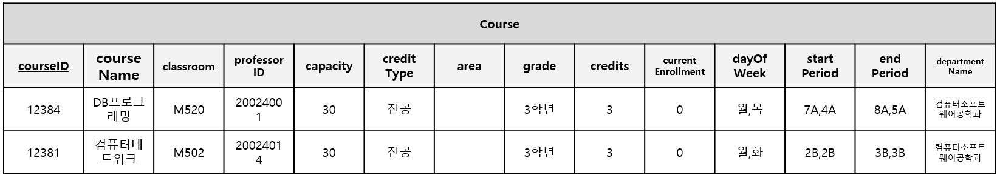 Course
courseID course Name classroom professor ID capacity credit Type area grade credits current Enrollment dayOf Week start Period end Period department Name
12384 DB프로그래밍 M520 20024001 30 전공 3학년 3 0 월,목 7A,4A 8A,5A 컴퓨터소프트웨어공학과
12381 컴퓨터네트워크 M502 20024014 30 전공 3학년 3 0 월,화 2B,2B 3B,3B 컴퓨터소프트웨어공학과